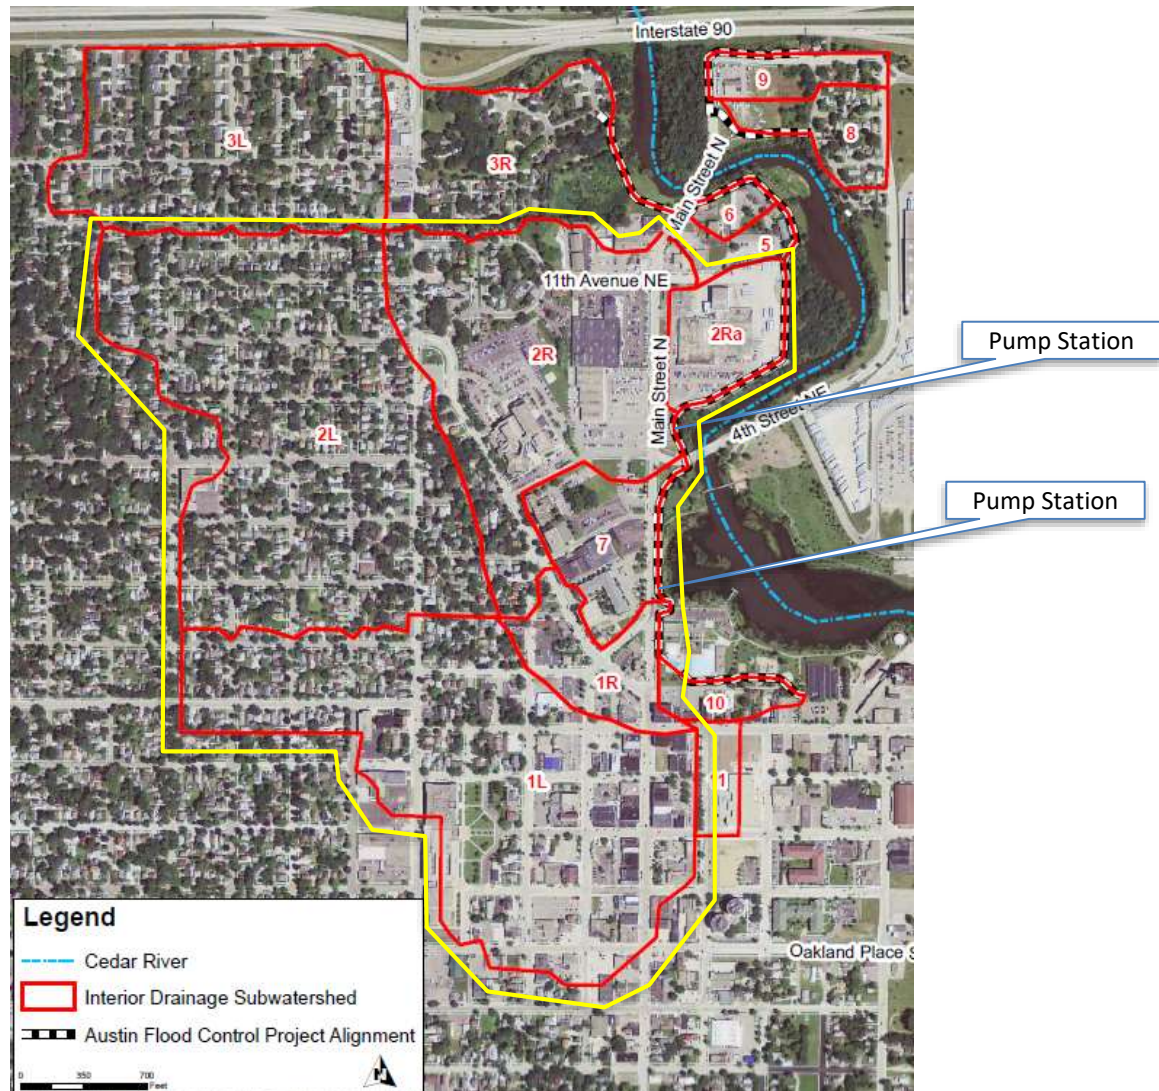 Interstate 90
9
3L
8
3R
Main Street N
6
5
11th Avenue NE
2Ra
2R
Pump Station
Main Street N
4th Street NE
2L
Pump Station
7
1R
10
1L
Legend
Cedar River
Oakland Place S
Interior Drainage Subwatershed
Austin Flood Control Project Alignment
N
0 350 700
Feet